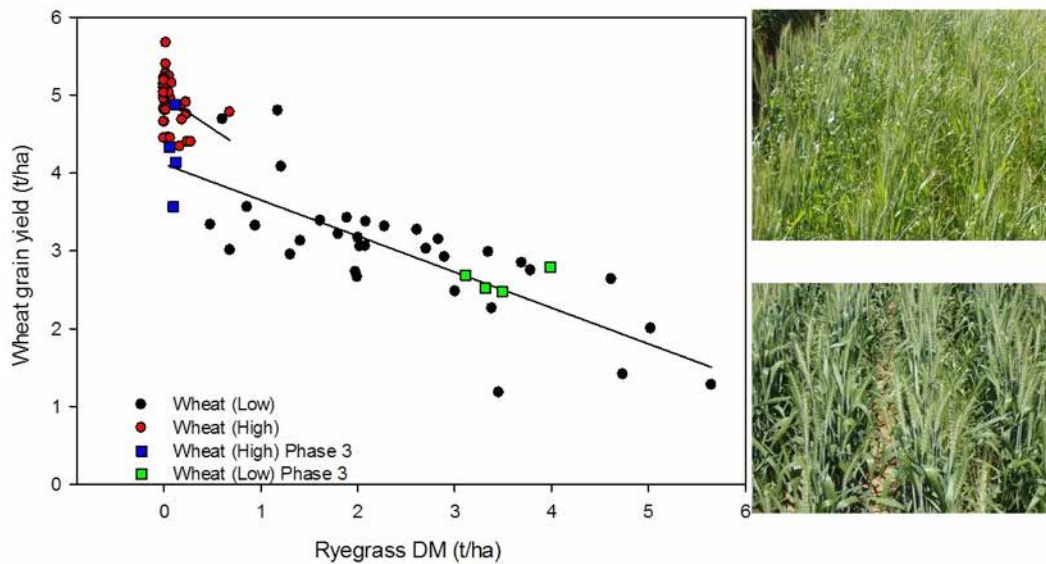 6
5
4
3
2
1
0
Wheat grain yield (t/ha)
Wheat (Low)
Wheat (High)
Wheat (High) Phase 3
Wheat (Low) Phase 3
0 1 2 3 4 5 6
Ryegrass DM (t/ha)